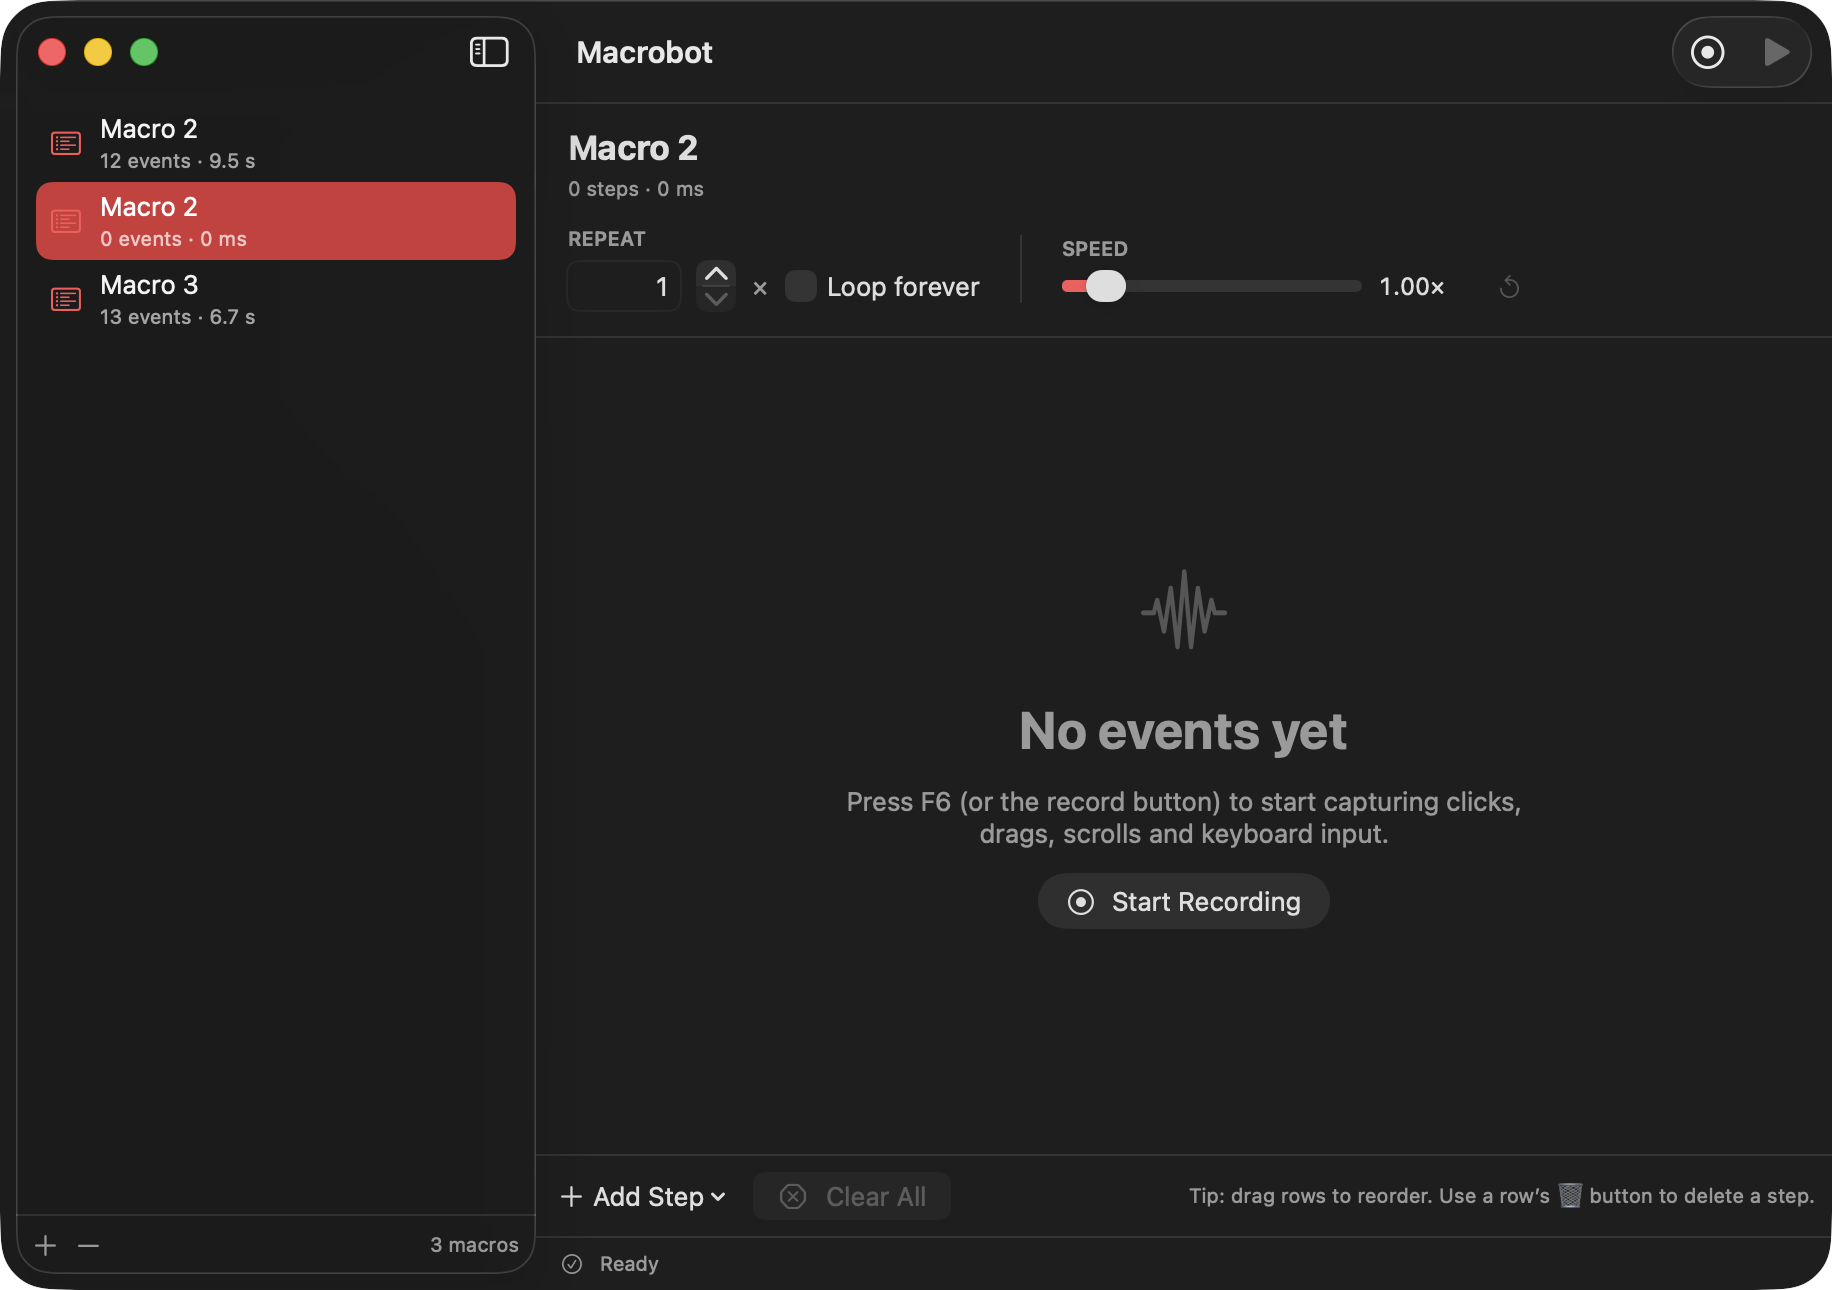 Macrobot
Macro 2
12 events · 9.5 s
Macro 2
0 events · 0 ms
Macro 3
13 events · 6.7 s
3 macros
Macro 2
0 steps · 0 ms
REPEAT
1
×
Loop forever
SPEED
1.00×
No events yet
Press F6 (or the record button) to start capturing clicks,
drags, scrolls and keyboard input.
Start Recording
Add Step
Clear All
Tip: drag rows to reorder. Use a row’s 🗑️ button to delete a step.
Ready